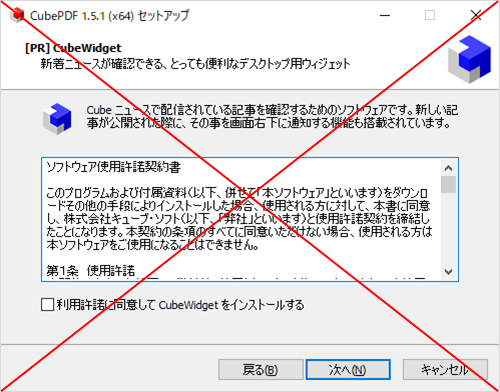 CubePDF 1.5.1 (x64) セットアップ
[PR] CubeWidget
新着ニュースが確認できる、とっても便利なデスクトップ用ウィジェット
Cube ニュースで配信されている記事を確認するためのソフトウェアです。新しい記
事が公開された際に、その事を画面右下に通知する機能も搭載されています。
ソフトウェア使用許諾契約書
このプログラムおよび付属資料(以下、併せて「本ソフトウェア」といいます)をダウンロ
ードその他の手段によりインストールした場合、使用される方に対して、本書に同意
し、株式会社キューブ・ソフト(以下、「弊社」といいます)と使用許諾契約を締結し
たことになります。本契約の条項のすべてに同意いただけない場合、使用される方は
本ソフトウェアをご使用になることはできません。
第1条 使用許諾
利用許諾に同意して CubeWidget をインストールする
戻る(B)
次へ(N)
キャンセル